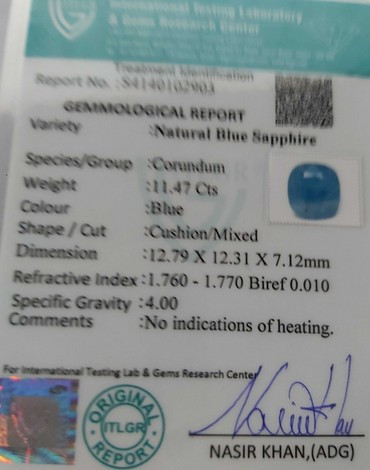 International Testing Laboratory
& Gems Research Center
Treatment Identification
Report No. :S4140102903
GEMMOLOGICAL REPORT
Variety :Natural Blue Sapphire
Species/Group :Corundum
Weight :11.47 Cts
Colour :Blue
Shape / Cut :Cushion/Mixed
Dimension :12.79 X 12.31 X 7.12mm
Refractive Index :1.760 - 1.770 Biref 0.010
Specific Gravity :4.00
Comments :No indications of heating.
For International Testing Lab & Gems Research Center
ORIGINAL
ITLGR
REPORT
NASIR KHAN,(ADG)